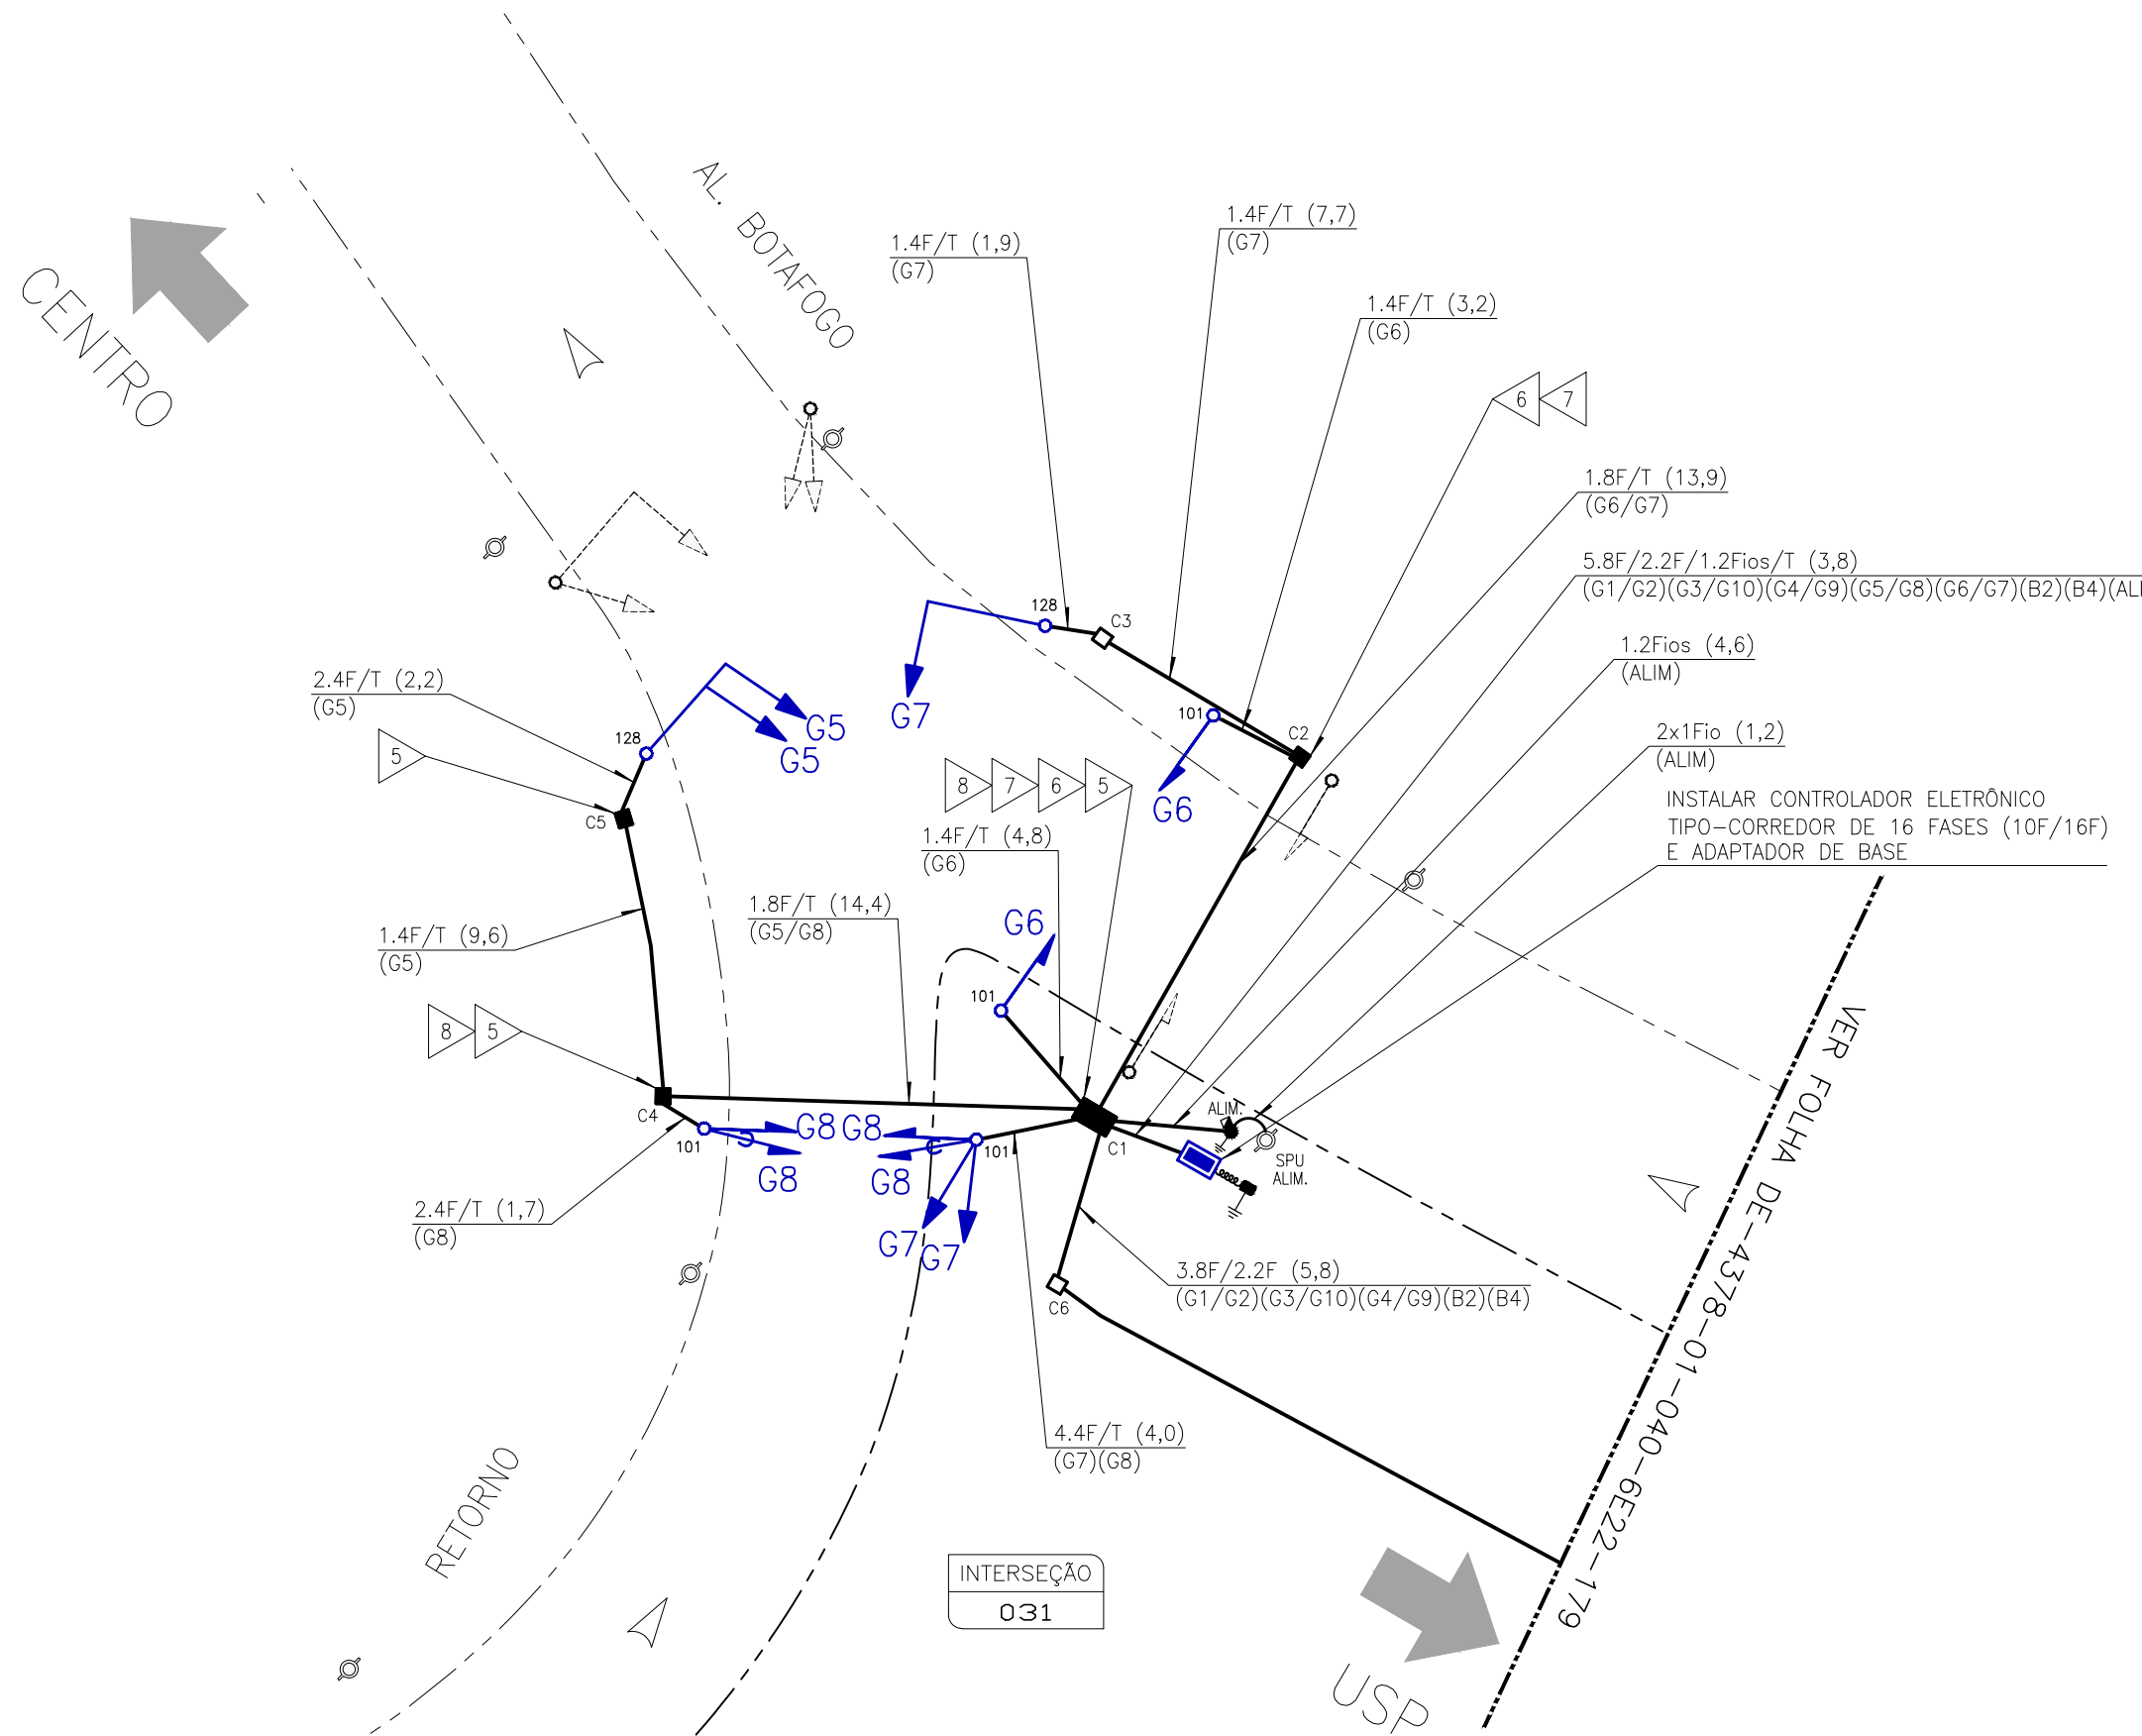 AL. BOTAFOGO
CENTRO
1.4F/T (7,7)
(G7)
1.4F/T (1,9)
(G7)
1.4F/T (3,2)
(G6)
6
7
1.8F/T (13,9)
(G6/G7)
5.8F/2.2F/1.2Fios/T (3,8)
(G1/G2)(G3/G10)(G4/G9)(G5/G8)(G6/G7)(B2)(B4)(ALI
128
C3
1.2Fios (4,6)
(ALIM)
2.4F/T (2,2)
(G5)
G7
101
C2
2x1Fio (1,2)
(ALIM)
G5
G5
128
5
G6
8
7
6
5
INSTALAR CONTROLADOR ELETRÔNICO
TIPO-CORREDOR DE 16 FASES (10F/16F)
E ADAPTADOR DE BASE
C5
1.4F/T (4,8)
(G6)
1.8F/T (14,4)
(G5/G8)
G6
1.4F/T (9,6)
(G5)
101
8
5
VER FOLHA DE-4378-01-040-6E22-179
C4
101
G8
G8
G8
G8
101
C1
ALIM.
SPU
ALIM.
2.4F/T (1,7)
(G8)
G7
G7
3.8F/2.2F (5,8)
(G1/G2)(G3/G10)(G4/G9)(B2)(B4)
C6
4.4F/T (4,0)
(G7)(G8)
RETORNO
INTERSEÇÃO
031
USP